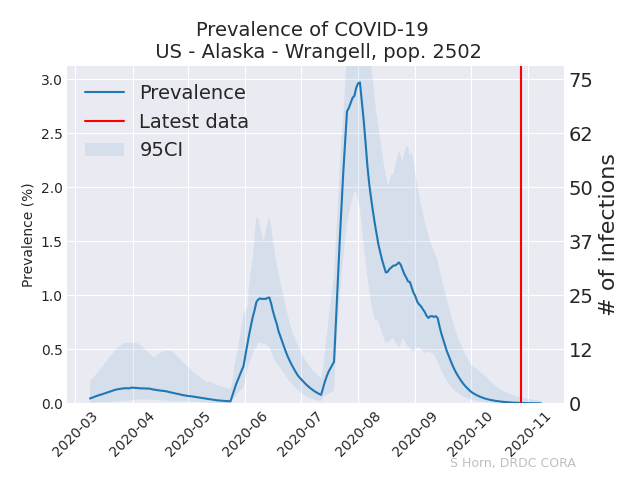 Prevalence of COVID-19
US - Alaska - Wrangell, pop. 2502
Prevalence
Latest data
95CI
Prevalence (%)
3.0
2.5
2.0
1.5
1.0
0.5
0.0
75
62
50
37
25
12
0
# of infections
2020-03
2020-04
2020-05
2020-06
2020-07
2020-08
2020-09
2020-10
2020-11
S Horn, DRDC CORA